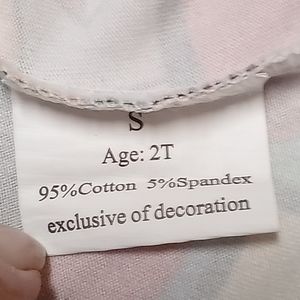 S
Age: 2T
95%Cotton 5%Spandex
exclusive of decoration